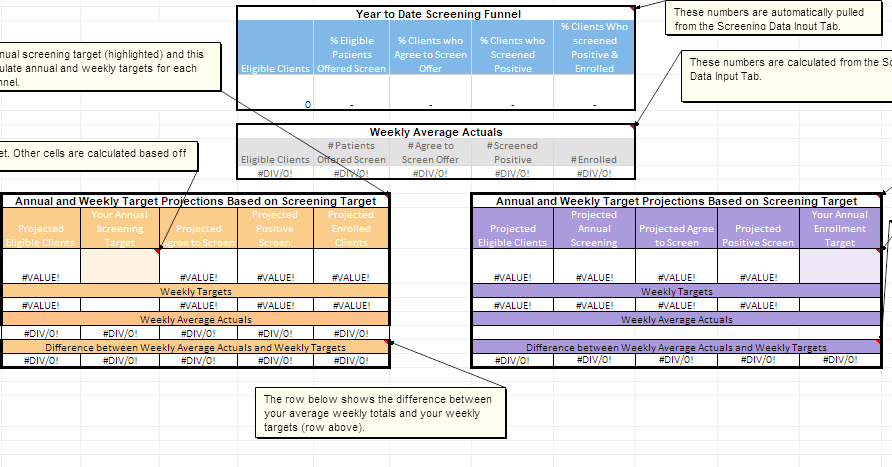 Year to Date Screening Funnel
Eligible Clients
% Eligible
Patients
Offered Screen
% Clients who
Agree to Screen
Offer
% Clients who
Screened
Positive
% Clients Who
screened
Positive &
Enrolled
0 - - - -
These numbers are automatically pulled
from the Screening Data Input Tab.
nual screening target (highlighted) and this
ulate annual and weekly targets for each
nnel.
These numbers are calculated from the Sc
Data Input Tab.
Weekly Average Actuals
Eligible Clients
# Patients
Offered Screen
# Agree to
Screen Offer
# Screened
Positive
# Enrolled
#DIV/0! #DIV/0! #DIV/0! #DIV/0! #DIV/0!
et. Other cells are calculated based off
Annual and Weekly Target Projections Based on Screening Target
Projected
Eligible Clients
Your Annual
Screening
Target
Projected
Agree to Screen
Projected
Positive
Screen
Projected
Enrolled
Clients
#VALUE! #VALUE! #VALUE! #VALUE!
Weekly Targets
#VALUE! #VALUE! #VALUE! #VALUE!
Weekly Average Actuals
#DIV/0! #DIV/0! #DIV/0! #DIV/0! #DIV/0!
Difference between Weekly Average Actuals and Weekly Targets
#DIV/0! #DIV/0! #DIV/0! #DIV/0! #DIV/0!
Annual and Weekly Target Projections Based on Screening Target
Projected
Eligible Clients
Projected
Annual
Screening
Projected Agree
to Screen
Projected
Positive Screen
Your Annual
Enrollment
Target
#VALUE! #VALUE! #VALUE! #VALUE!
Weekly Targets
#VALUE! #VALUE! #VALUE! #VALUE!
Weekly Average Actuals
Difference between Weekly Average Actuals and Weekly Targets
#DIV/0! #DIV/0! #DIV/0! #DIV/0! #DIV/0!
The row below shows the difference between
your average weekly totals and your weekly
targets (row above).